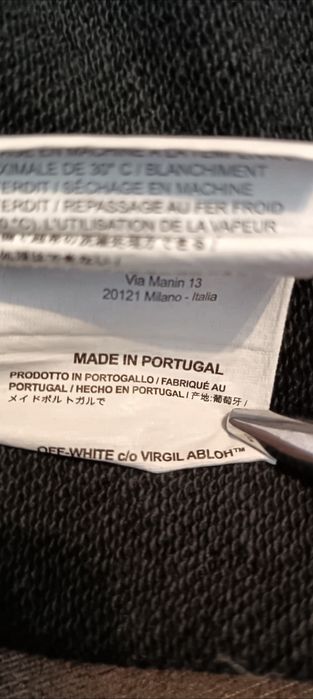 XIMALE DE 30° C / BLANCHIMENT
ERDIT / SÉCHAGE EN MACHINE
ERDIT / REPASSAGE AU FER FROID
°C). L'UTILISATION DE LA VAPEUR
Via Manin 13
20121 Milano - Italia
MADE IN PORTUGAL
PRODOTTO IN PORTOGALLO / FABRIQUÉ AU
PORTUGAL / HECHO EN PORTUGAL / 产地:葡萄牙 /
メイドポルトガルで
OFF-WHITE c/o VIRGIL ABLOH™